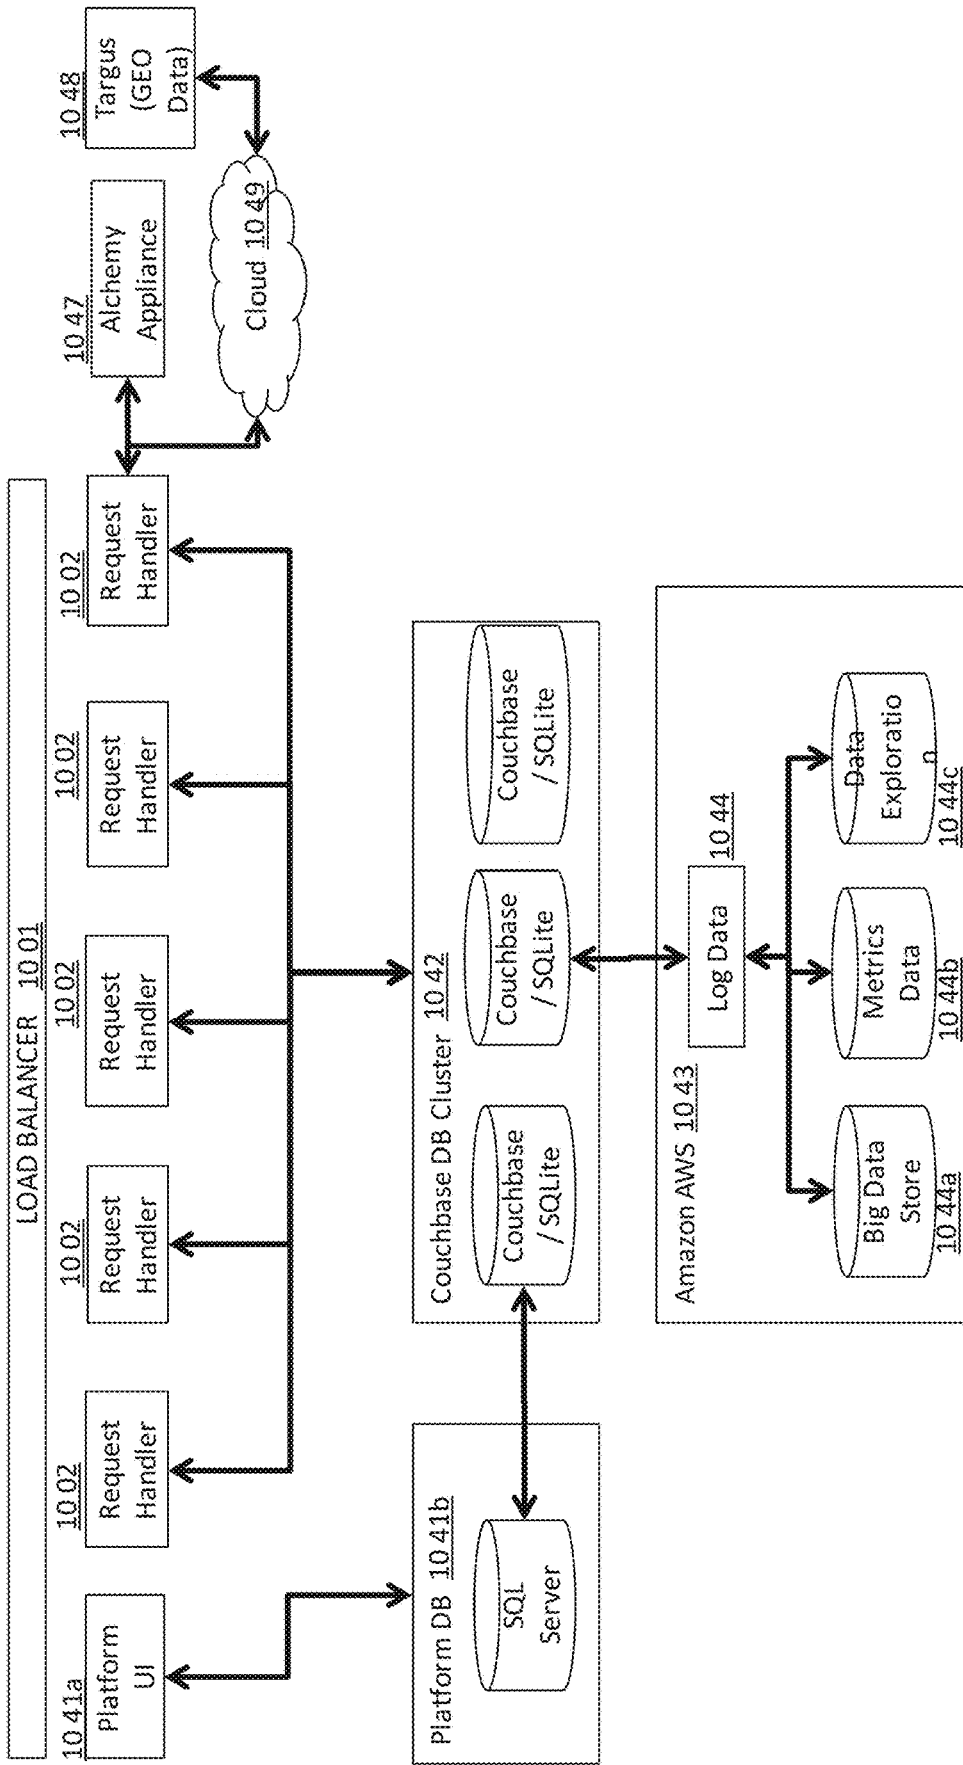 LOAD BALANCER 10 01
10 41a
Platform
UI
10 02
Request
Handler
10 02
Request
Handler
10 02
Request
Handler
10 02
Request
Handler
10 02
Request
Handler
10 47
Alchemy
Appliance
10 48
Targus
(GEO
Data)
Cloud 10 49
Platform DB 10 41b
SQL
Server
Couchbase DB Cluster 10 42
Couchbase
/ SQLite
Couchbase
/ SQLite
Couchbase
/ SQLite
Amazon AWS 10 43
Log Data
10 44
Big Data
Store
10 44a
Metrics
Data
10 44b
Data
Exploratio
n
10 44c